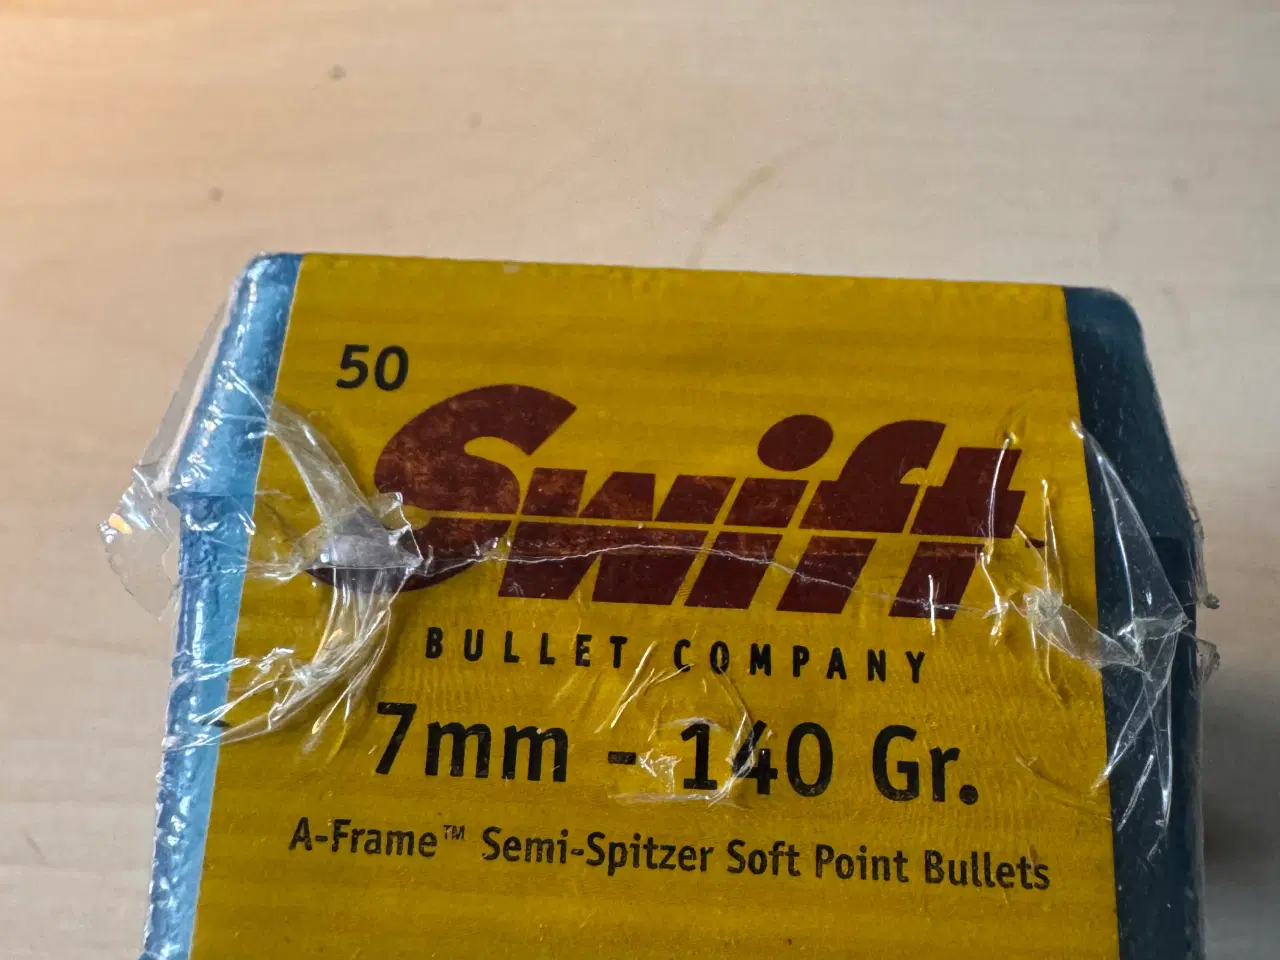 50
Swift
BULLET COMPANY
7mm - 140 Gr.
A-Frame™ Semi-Spitzer Soft Point Bullets